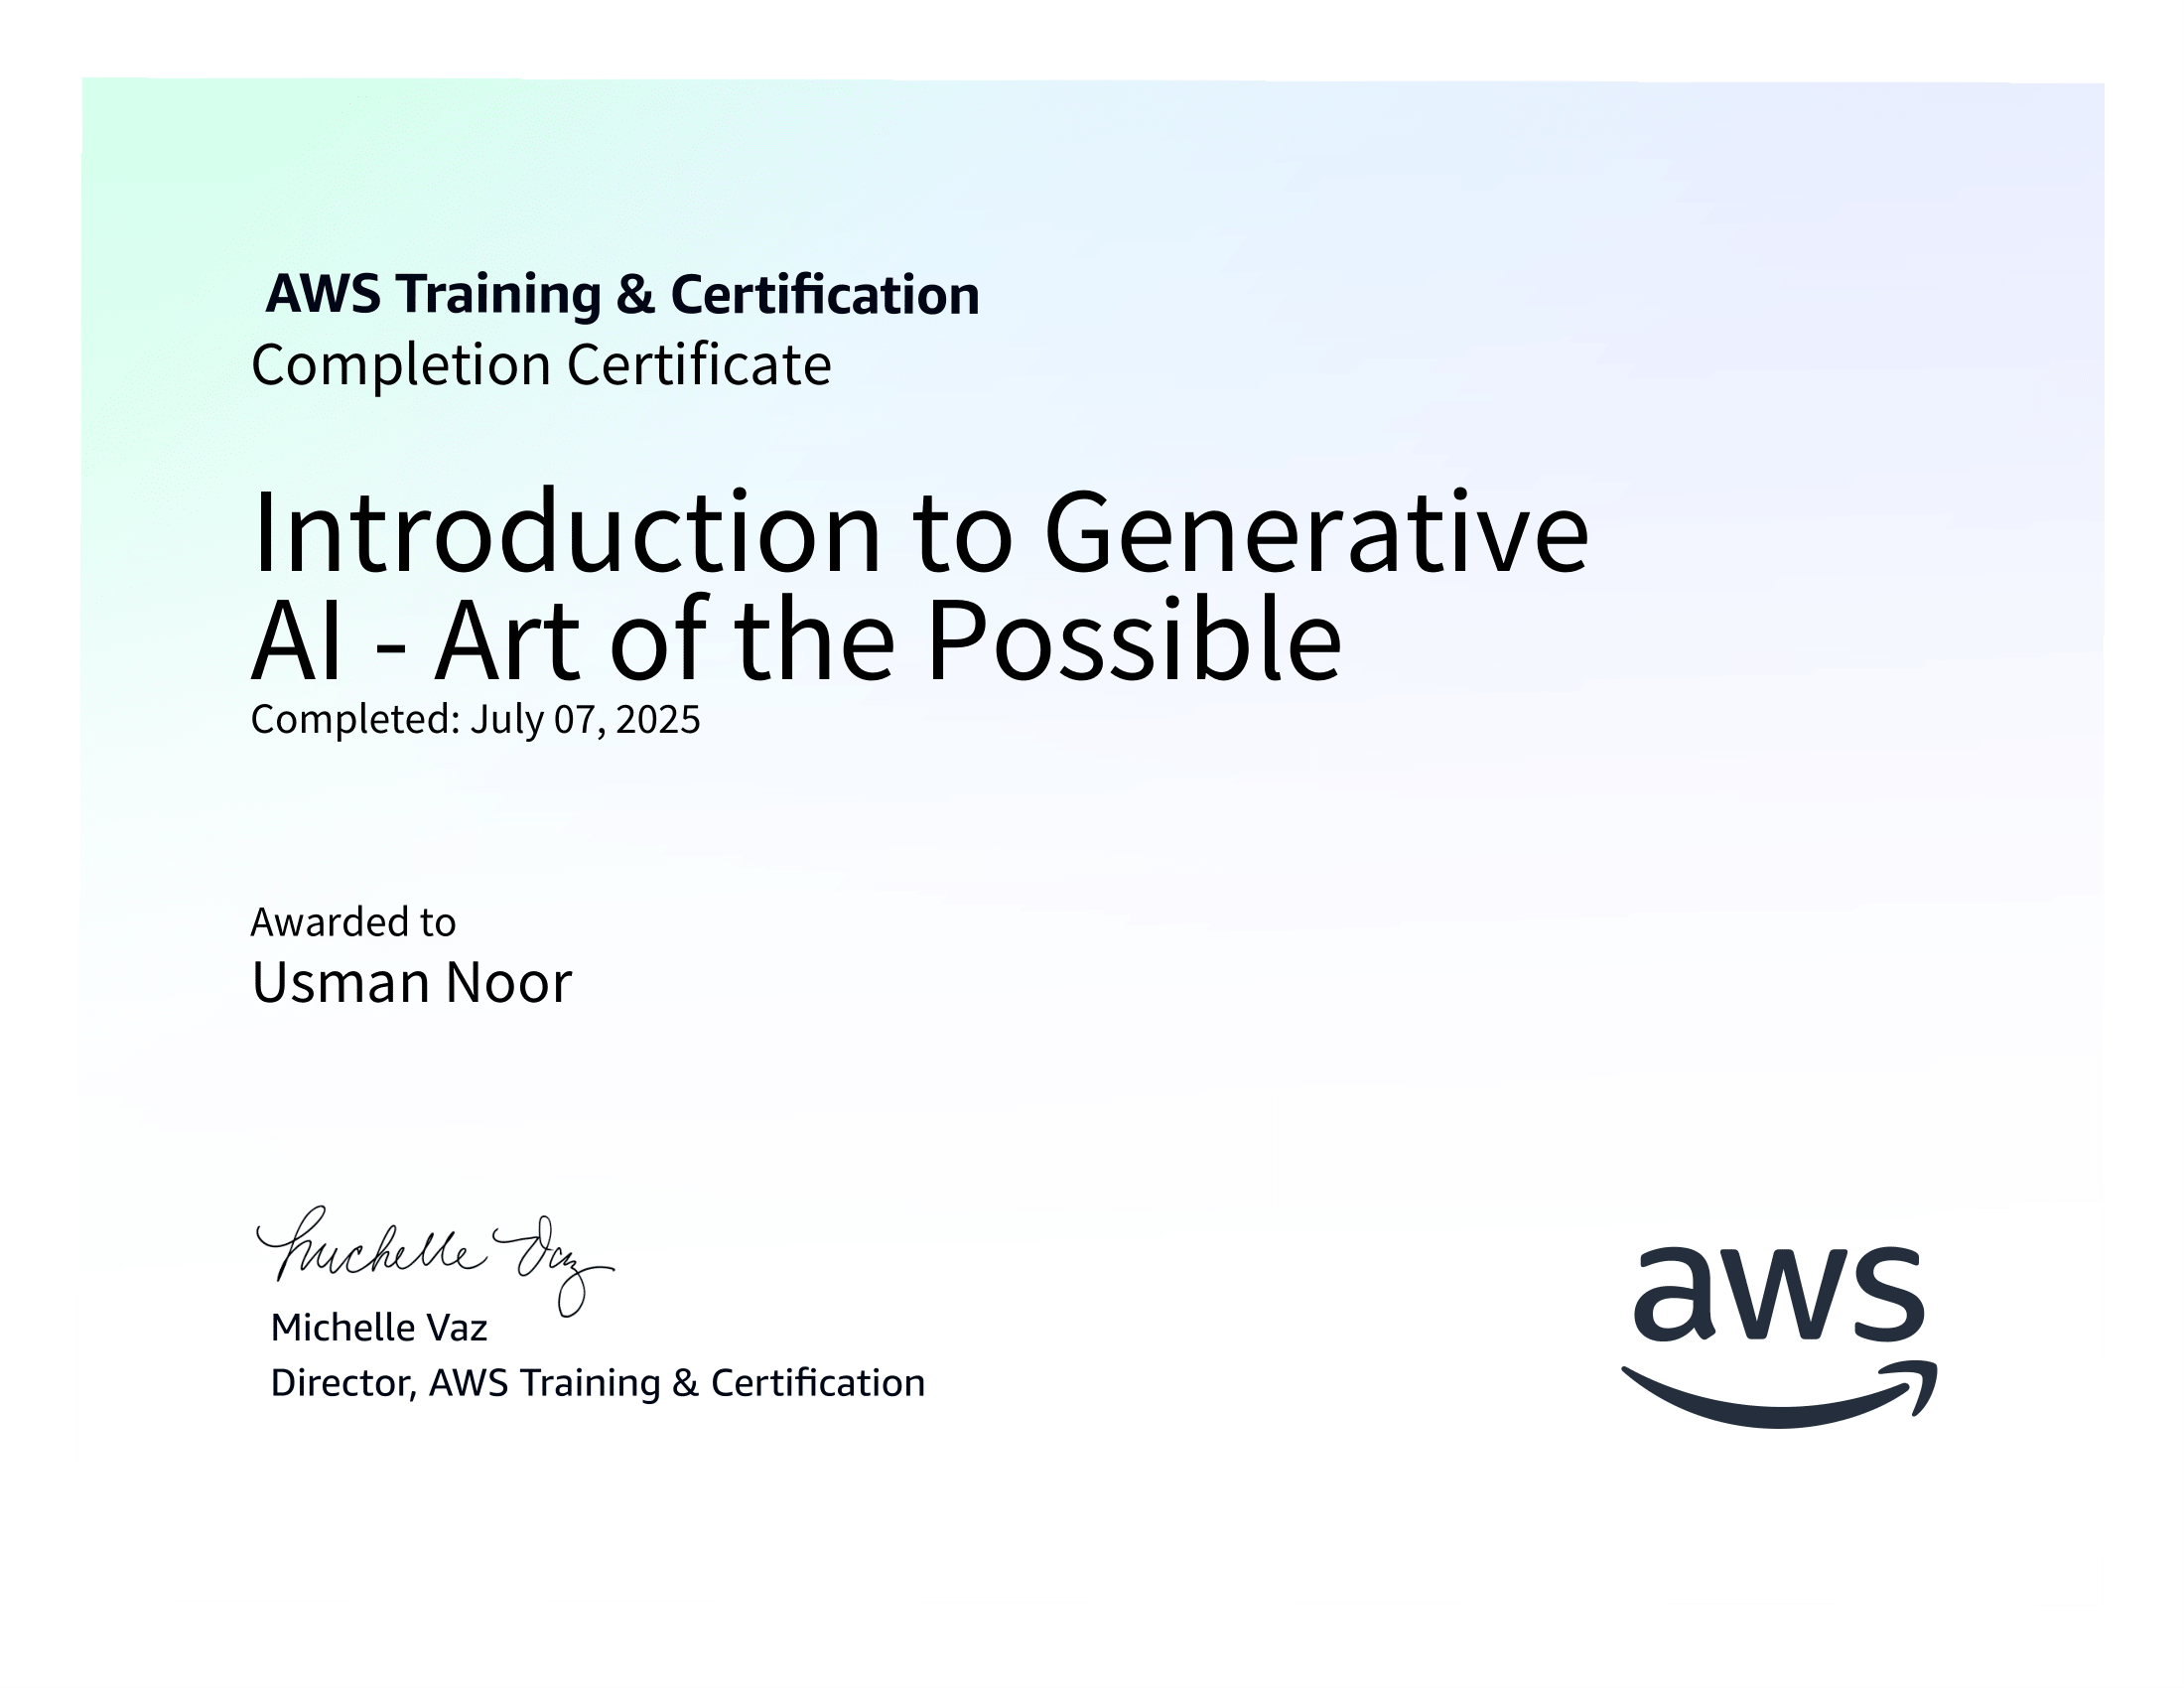 AWS Training & Certification
Completion Certificate
Introduction to Generative
AI - Art of the Possible
Completed: July 07, 2025
Awarded to
Usman Noor
Michelle Vaz
Michelle Vaz
Director, AWS Training & Certification
aws